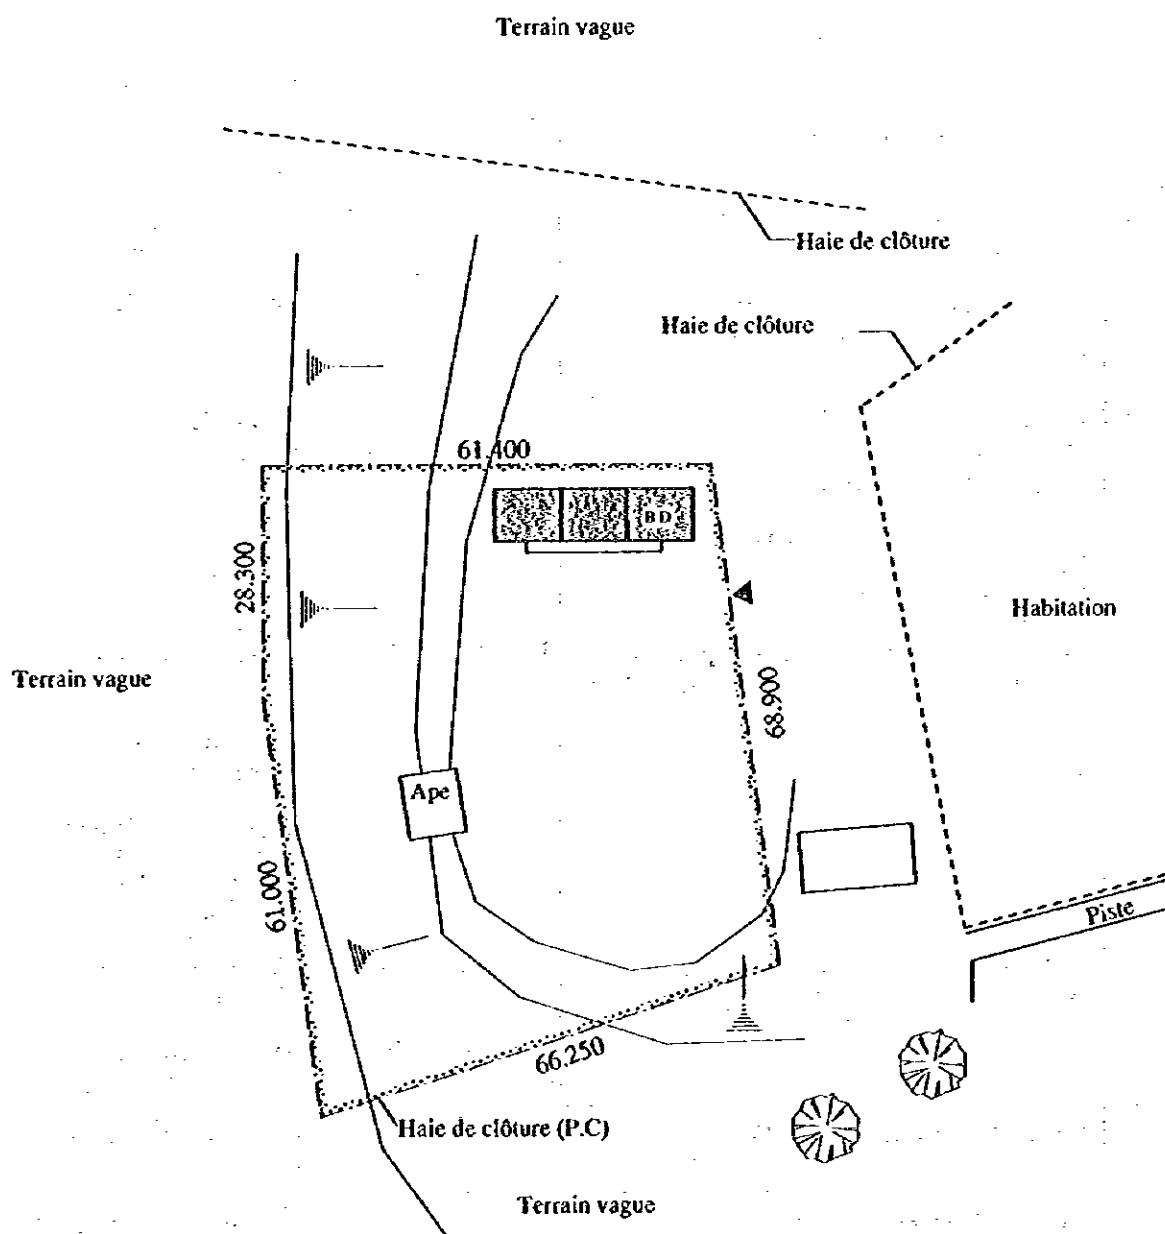 Terrain vague
Haie de clôture
Haie de clôture
61.400
BD
28.300
Habitation
Terrain vague
68.900
Ape
61.000
Piste
66.250
Haie de clôture (P.C)
Terrain vague